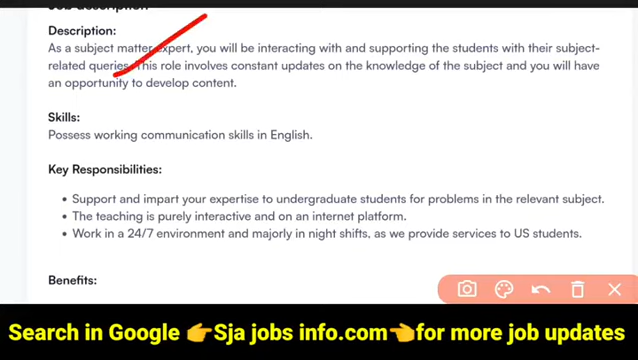 Job description
Description:
As a subject matter expert, you will be interacting with and supporting the students with their subject-
related queries. This role involves constant updates on the knowledge of the subject and you will have
an opportunity to develop content.
Skills:
Possess working communication skills in English.
Key Responsibilities:
• Support and impart your expertise to undergraduate students for problems in the relevant subject.
• The teaching is purely interactive and on an internet platform.
• Work in a 24/7 environment and majorly in night shifts, as we provide services to US students.
Benefits:
Search in Google 👉Sja jobs info.com👈for more job updates